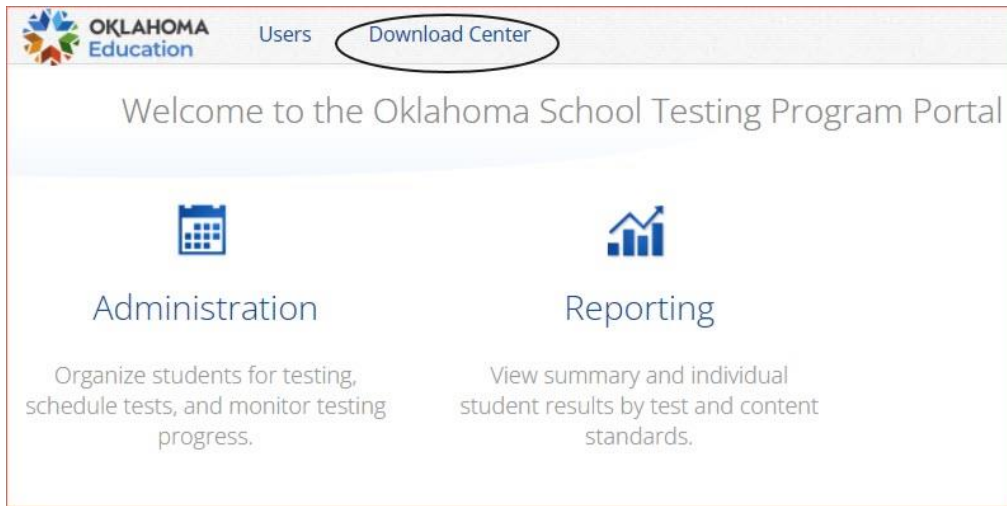 OKLAHOMA
Education
Users
Download Center
Welcome to the Oklahoma School Testing Program Portal
Administration
Organize students for testing,
schedule tests, and monitor testing
progress.
Reporting
View summary and individual
student results by test and content
standards.